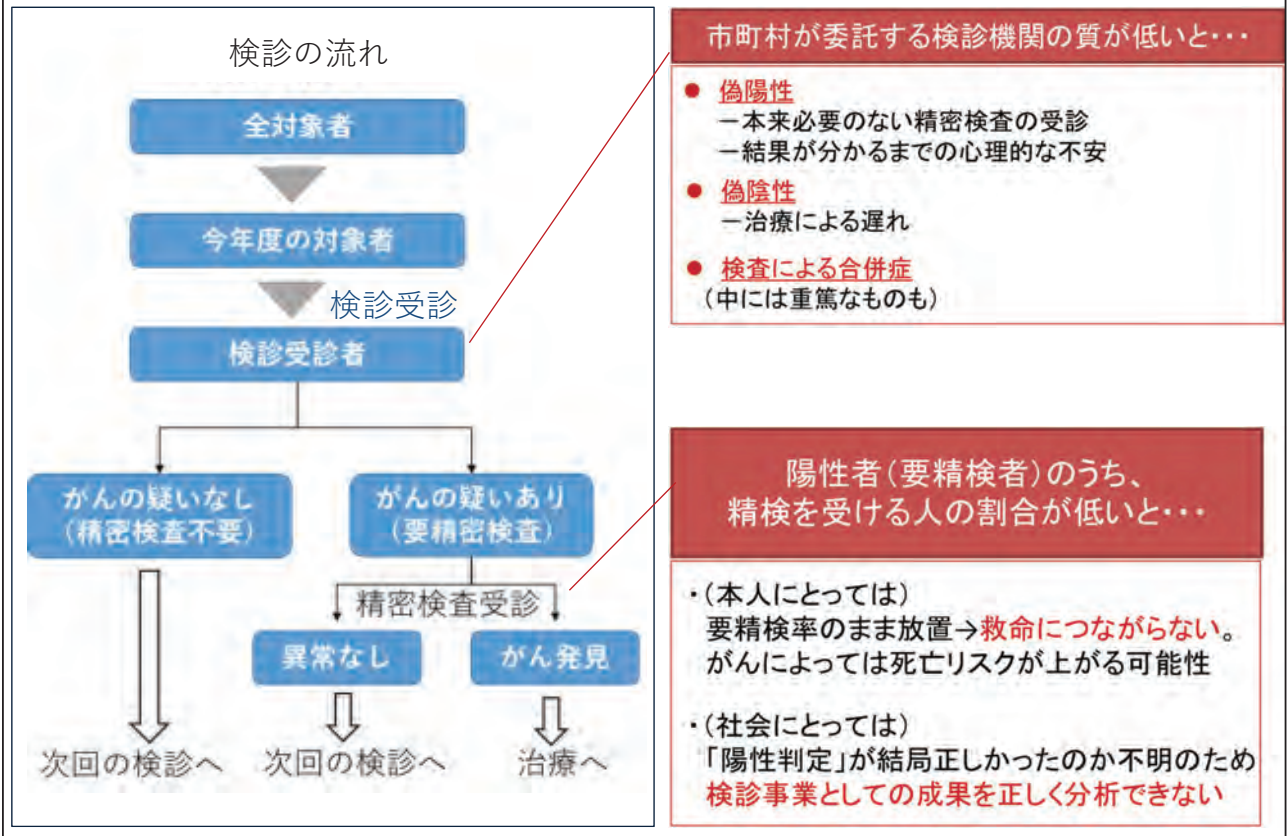 検診の流れ
全対象者
今年度の対象者
検診受診
検診受診者
がんの疑いなし
(精密検査不要)
がんの疑いあり
(要精密検査)
精密検査受診
異常なし
がん発見
次回の検診へ
次回の検診へ
治療へ
市町村が委託する検診機関の質が低いと・・・
● 偽陽性
－本来必要のない精密検査の受診
－結果が分かるまでの心理的な不安
● 偽陰性
－治療による遅れ
● 検査による合併症
(中には重篤なものも)
陽性者(要精検者)のうち、
精検を受ける人の割合が低いと・・・
・(本人にとっては)
要精検率のまま放置→救命につながらない。
がんによっては死亡リスクが上がる可能性
・(社会にとっては)
「陽性判定」が結局正しかったのか不明のため
検診事業としての成果を正しく分析できない